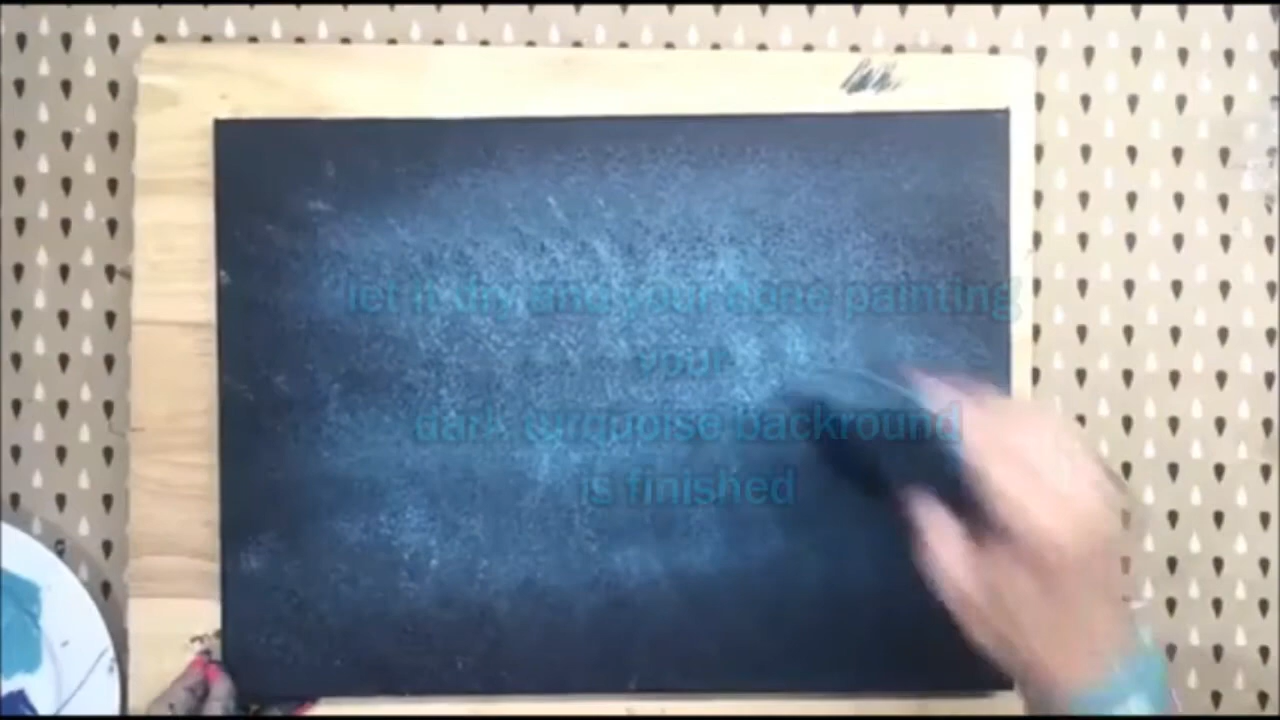 let it dry and your done painting
your
dark turquoise backround
is finished